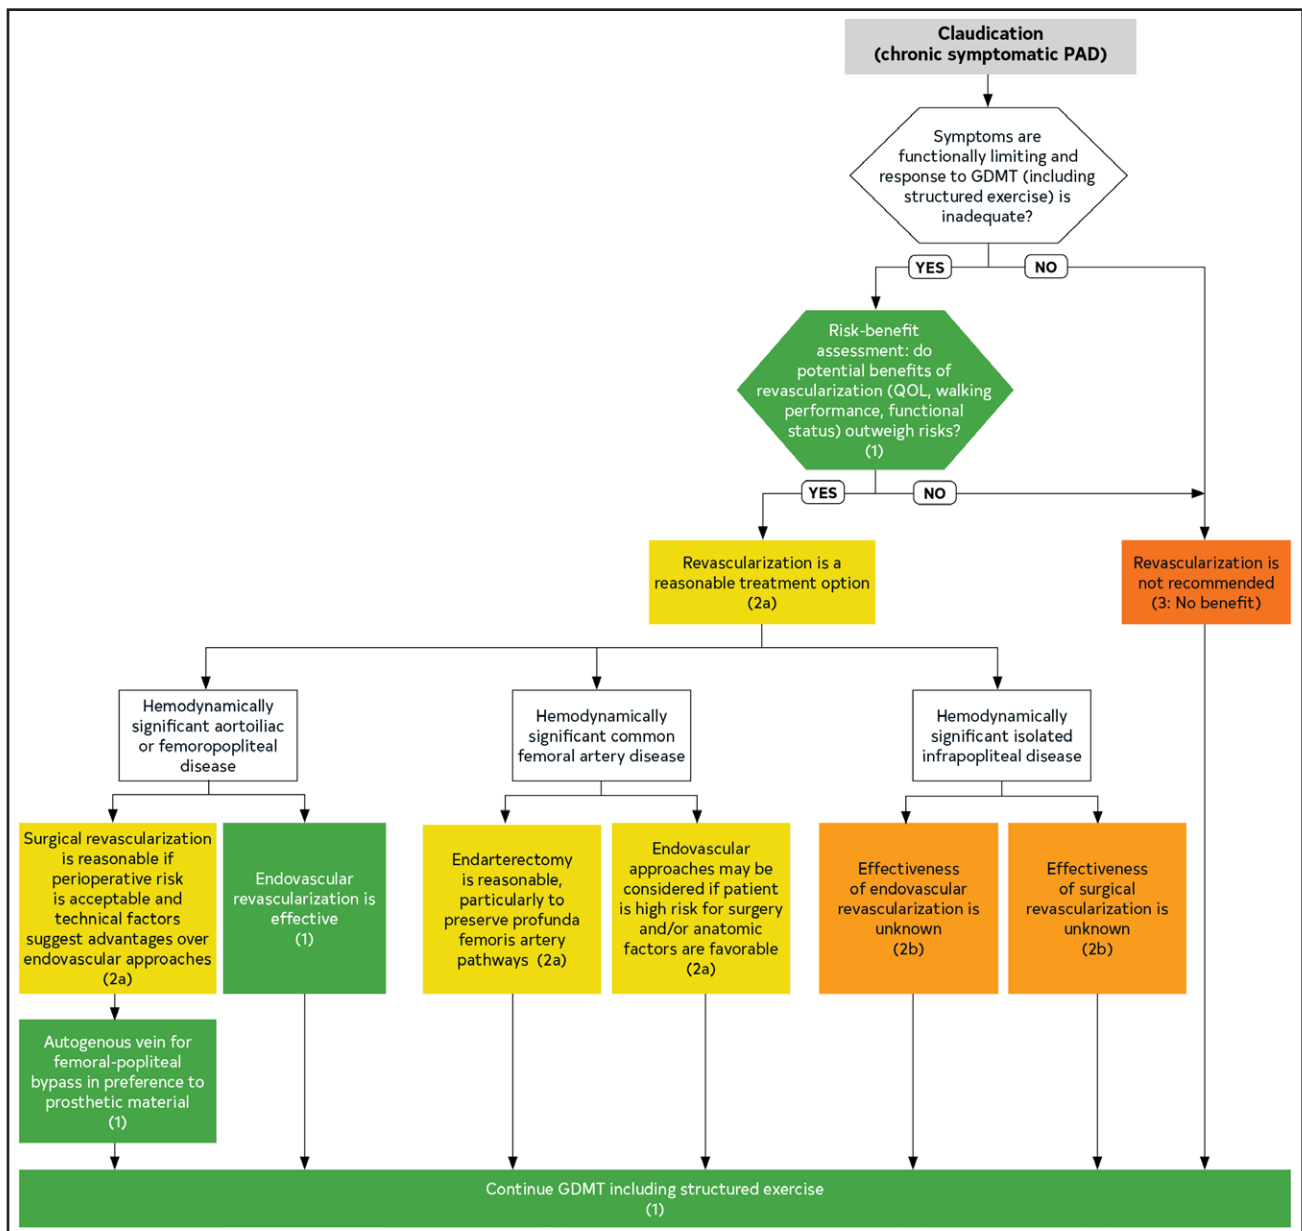 Claudication
(chronic symptomatic PAD)
Symptoms are
functionally limiting and
response to GDMT (including
structured exercise) is
inadequate?
YES
NO
Risk-benefit
assessment: do
potential benefits of
revascularization (QOL, walking
performance, functional
status) outweigh risks?
(1)
YES
NO
Revascularization is a
reasonable treatment option
(2a)
Revascularization is
not recommended
(3: No benefit)
Hemodynamically
significant aortoiliac
or femoropopliteal
disease
Hemodynamically
significant common
femoral artery disease
Hemodynamically
significant isolated
infrapopliteal disease
Surgical revascularization
is reasonable if
perioperative risk
is acceptable and
technical factors
suggest advantages over
endovascular approaches
(2a)
Endovascular
revascularization is
effective
(1)
Endarterectomy
is reasonable,
particularly to
preserve profunda
femoris artery
pathways (2a)
Endovascular
approaches may be
considered if patient
is high risk for surgery
and/or anatomic
factors are favorable
(2a)
Effectiveness
of endovascular
revascularization is
unknown
(2b)
Effectiveness
of surgical
revascularization is
unknown
(2b)
Autogenous vein for
femoral-popliteal
bypass in preference to
prosthetic material
(1)
Continue GDMT including structured exercise
(1)